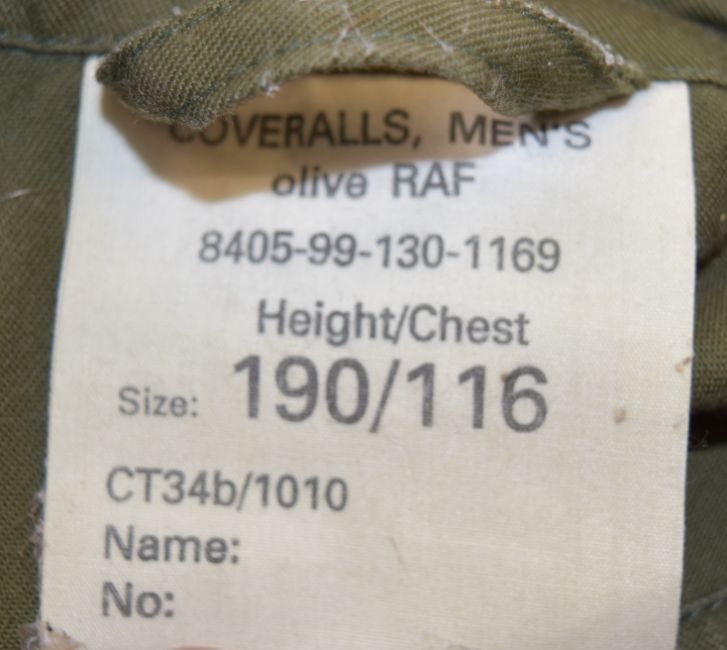 COVERALLS, MEN'S
olive RAF
8405-99-130-1169
Height/Chest
Size: 190/116
CT34b/1010
Name:
No: